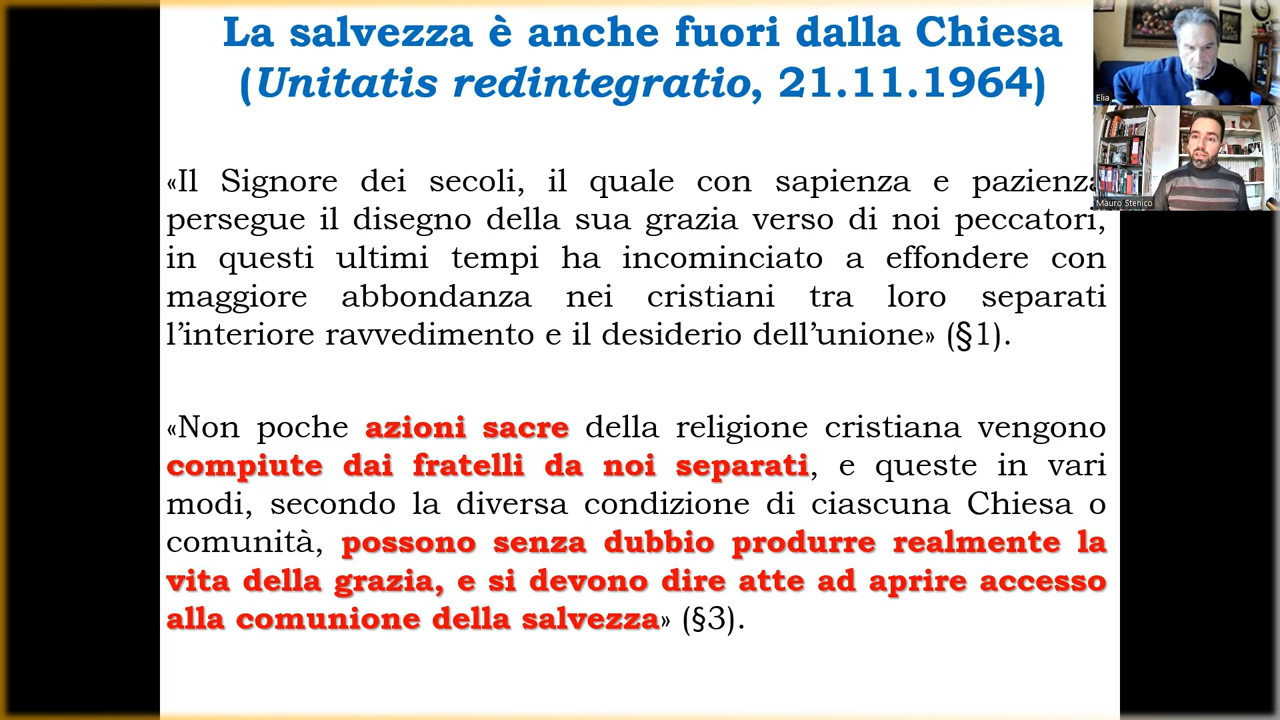 La salvezza è anche fuori dalla Chiesa
(Unitatis redintegratio, 21.11.1964)
Elia
Mauro Stenico
«Il Signore dei secoli, il quale con sapienza e pazienza
persegue il disegno della sua grazia verso di noi peccatori,
in questi ultimi tempi ha incominciato a effondere con
maggiore abbondanza nei cristiani tra loro separati
l’interiore ravvedimento e il desiderio dell’unione» (§1).
«Non poche azioni sacre della religione cristiana vengono
compiute dai fratelli da noi separati, e queste in vari
modi, secondo la diversa condizione di ciascuna Chiesa o
comunità, possono senza dubbio produrre realmente la
vita della grazia, e si devono dire atte ad aprire accesso
alla comunione della salvezza» (§3).